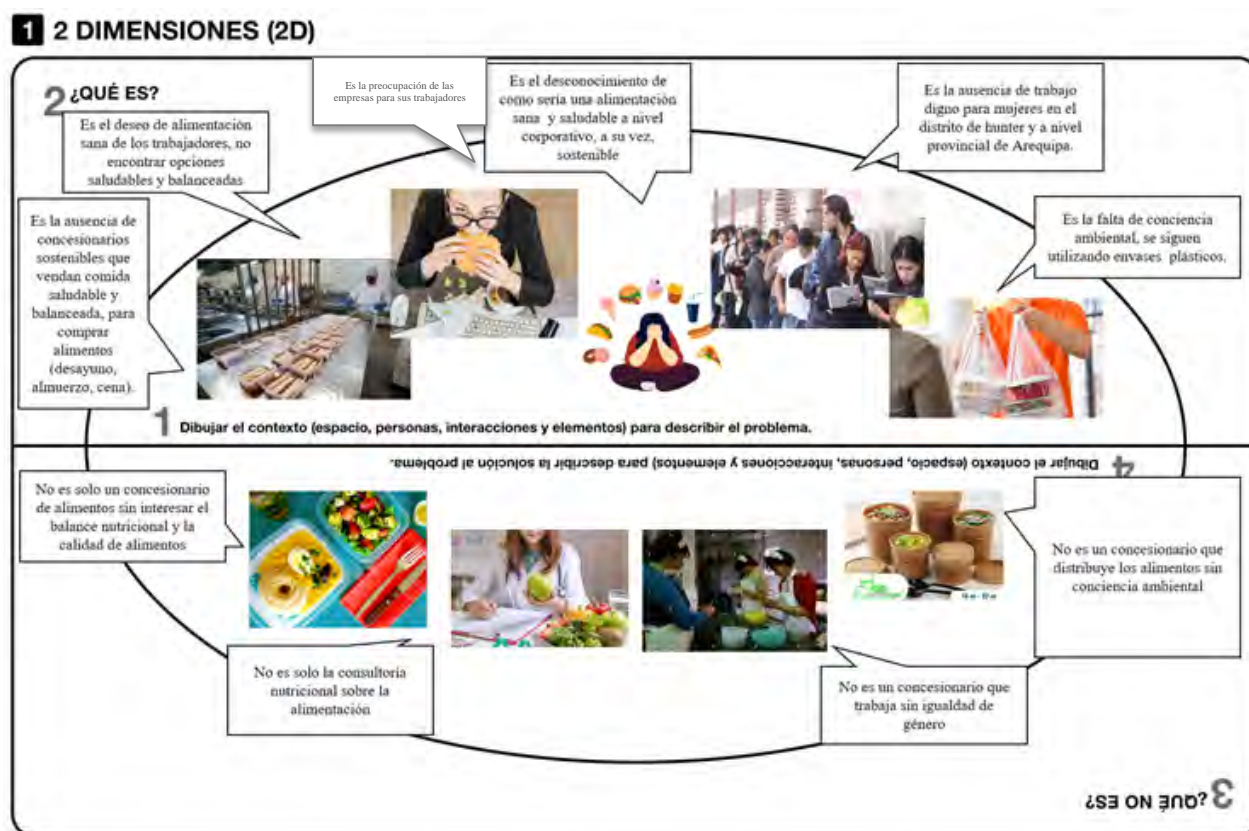 1 2 DIMENSIONES (2D)
2 ¿QUÉ ES?
Es el deseo de alimentación
sana de los trabajadores, no
encontrar opciones
saludables y balanceadas
Es la preocupación de las
empresas para sus trabajadores
Es el desconocimiento de
como sería una alimentación
sana y saludable a nivel
corporativo, a su vez,
sostenible
Es la ausencia de trabajo
digno para mujeres en el
distrito de hunter y a nivel
provincial de Arequipa.
Es la ausencia de
concesionarios
sostenibles que
vendan comida
saludable y
balanceada, para
comprar
alimentos
(desayuno,
almuerzo, cena).
Es la falta de conciencia
ambiental, se siguen
utilizando envases plásticos.
1 Dibujar el contexto (espacio, personas, interacciones y elementos) para describir el problema.
4 Dibujar el contexto (espacio, personas, interacciones y elementos) para describir la solución al problema.
No es solo un concesionario
de alimentos sin interesar el
balance nutricional y la
calidad de alimentos
No es un concesionario que
distribuye los alimentos sin
conciencia ambiental
No es solo la consultoría
nutricional sobre la
alimentación
No es un concesionario que
trabaja sin igualdad de
género
3 ¿QUÉ NO ES?